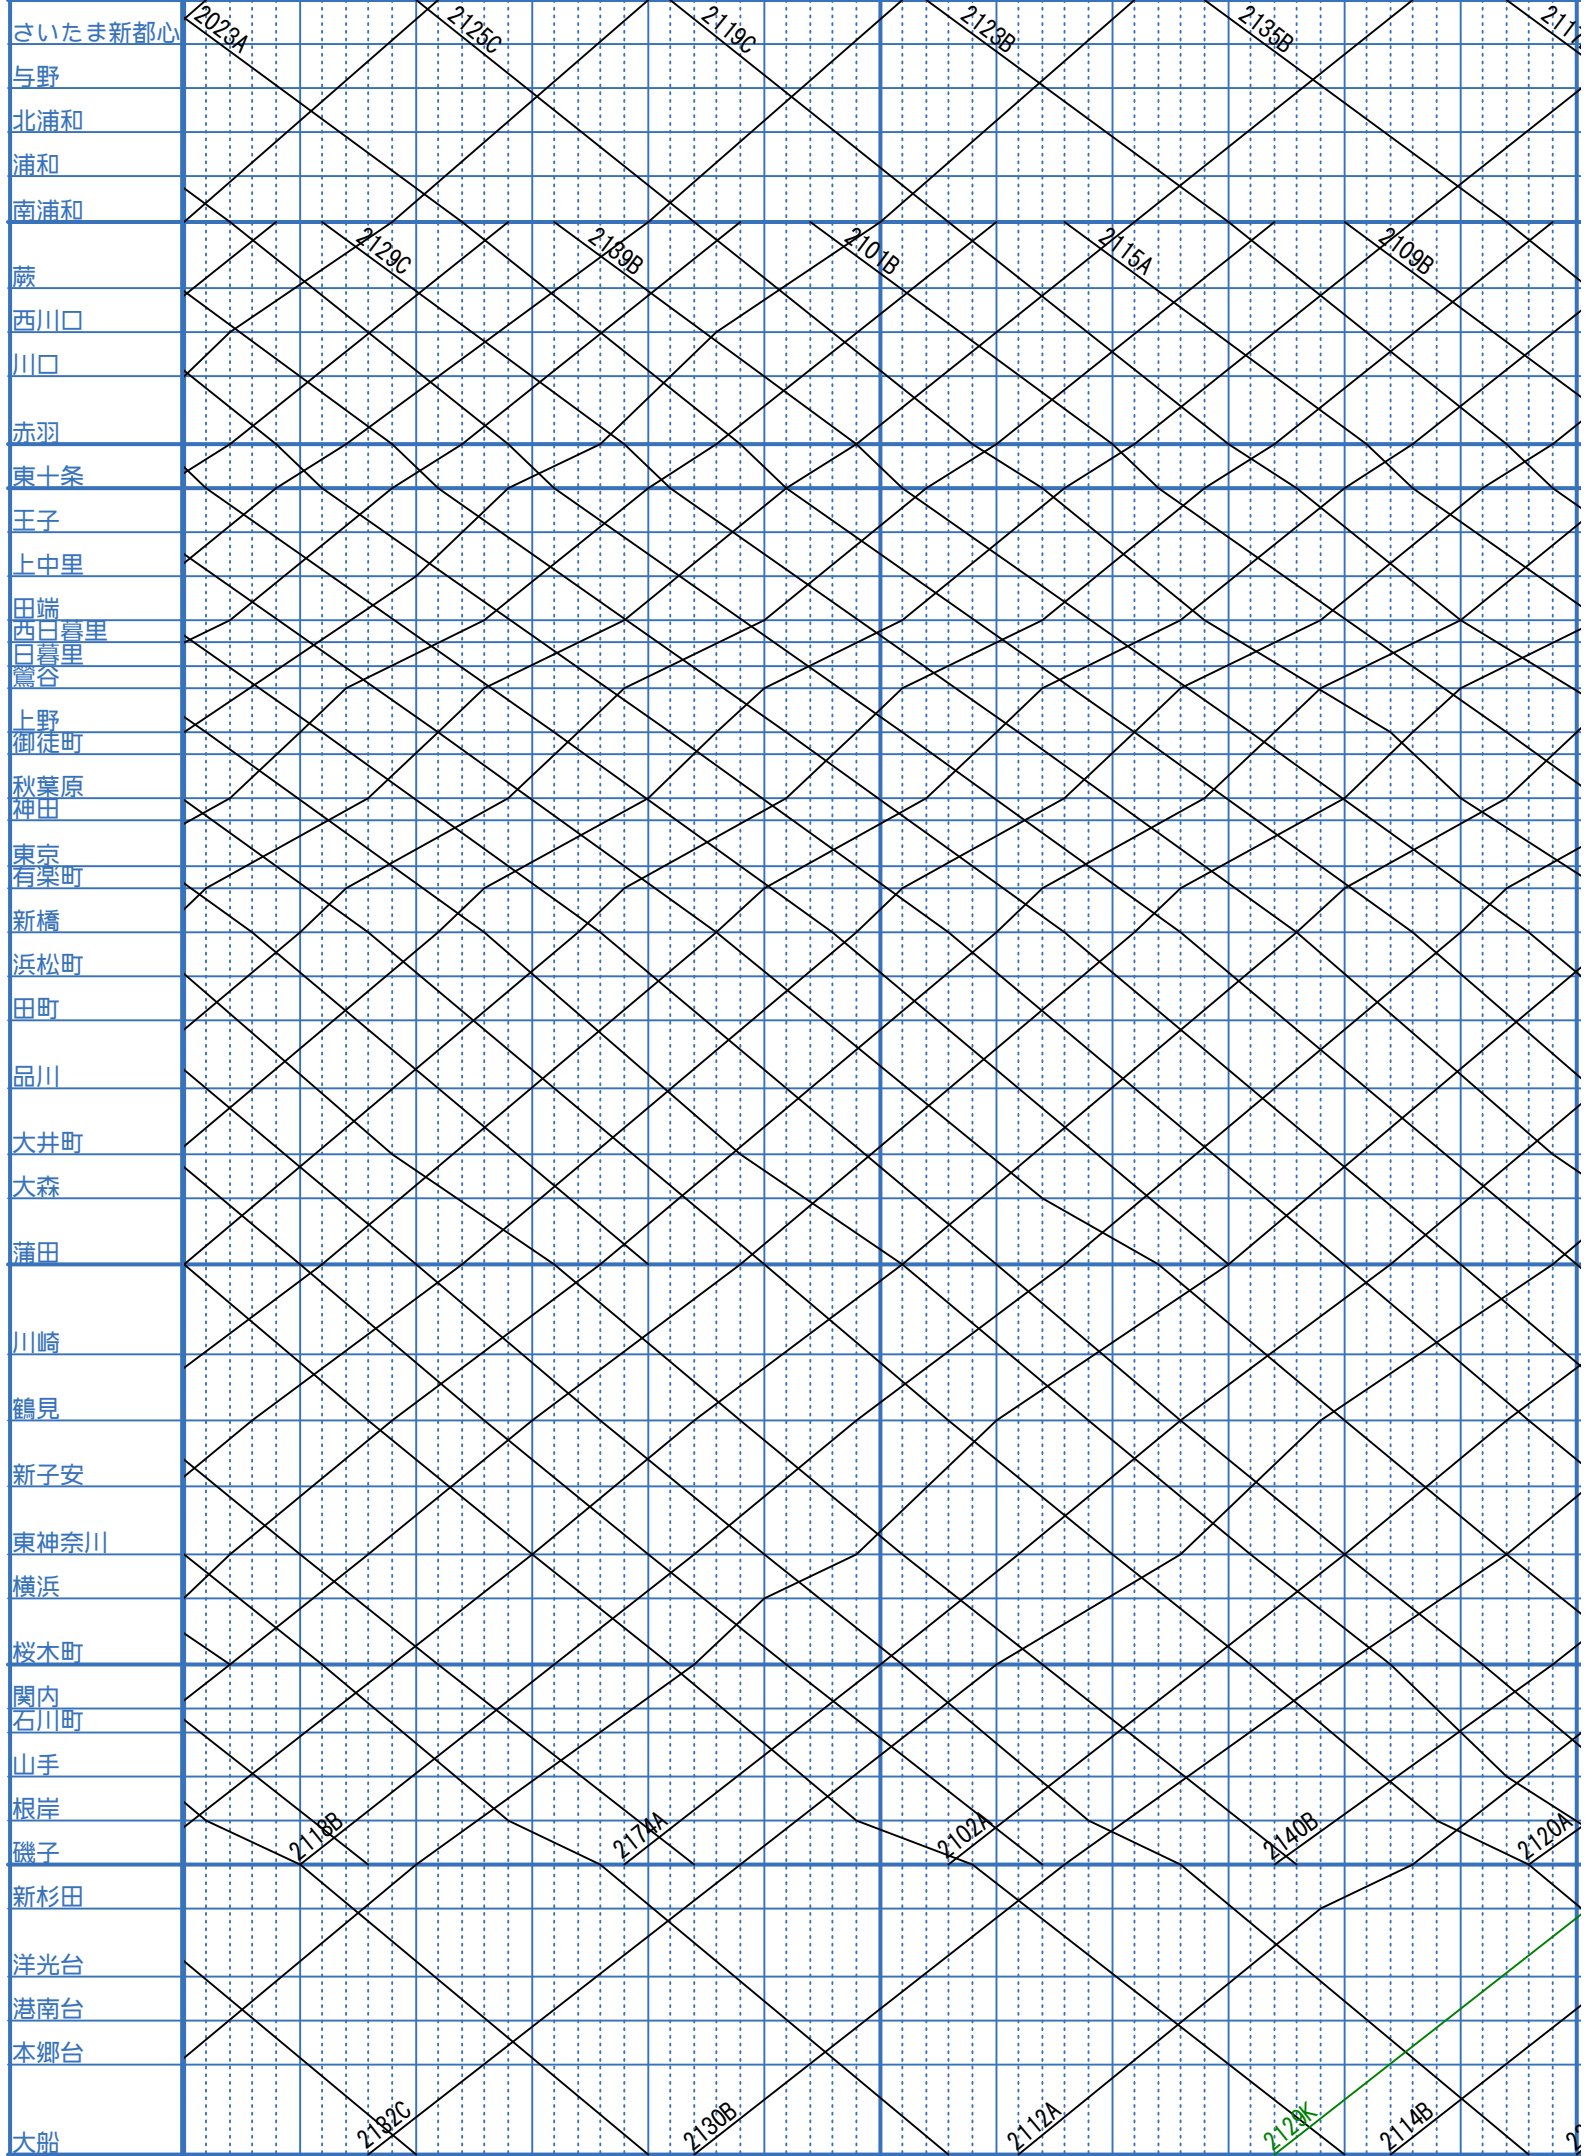 さいたま新都心
2023A
2125C
2119C
2123B
2135B
与野
北浦和
浦和
南浦和
2129C
2139B
2101B
2115A
2109B
蕨
西川口
川口
赤羽
東十条
王子
上中里
田端
西日暮里
日暮里
鶯谷
上野
御徒町
秋葉原
神田
東京
有楽町
新橋
浜松町
田町
品川
大井町
大森
蒲田
川崎
鶴見
新子安
東神奈川
横浜
桜木町
関内
石川町
山手
根岸
2118B
2174A
2102A
2140B
2120A
磯子
新杉田
洋光台
港南台
本郷台
2132C
2130B
2112A
2129K
2114B
大船